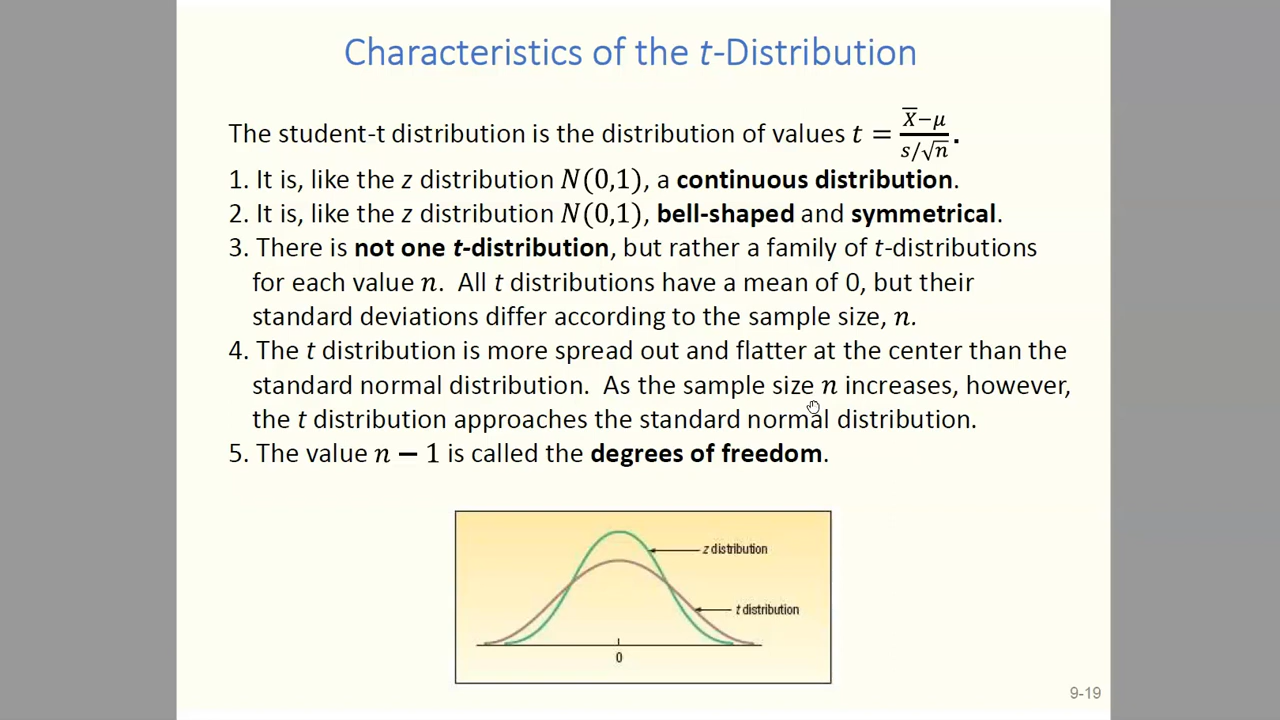 Characteristics of the t-Distribution
The student-t distribution is the distribution of values t = (X̅−μ)/(s/√n).
1. It is, like the z distribution N(0,1), a continuous distribution.
2. It is, like the z distribution N(0,1), bell-shaped and symmetrical.
3. There is not one t-distribution, but rather a family of t-distributions
for each value n. All t distributions have a mean of 0, but their
standard deviations differ according to the sample size, n.
4. The t distribution is more spread out and flatter at the center than the
standard normal distribution. As the sample size n increases, however,
the t distribution approaches the standard normal distribution.
5. The value n − 1 is called the degrees of freedom.
z distribution
t distribution
0
9-19